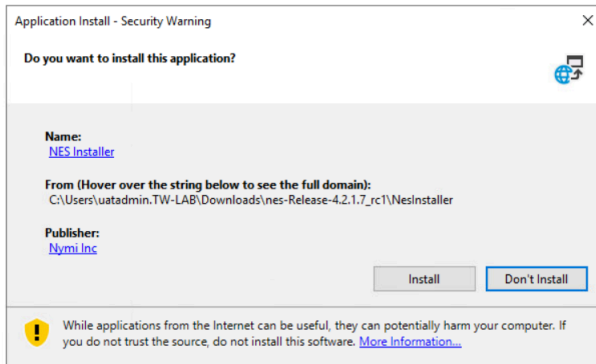 Application Install - Security Warning
Do you want to install this application?
Name:
NES Installer
From (Hover over the string below to see the full domain):
C:\Users\uatadmin.TW-LAB\Downloads\nes-Release-4.2.1.7_rc1\NesInstaller
Publisher:
Nymi Inc
Install
Don't Install
While applications from the Internet can be useful, they can potentially harm your computer. If
you do not trust the source, do not install this software. More Information...